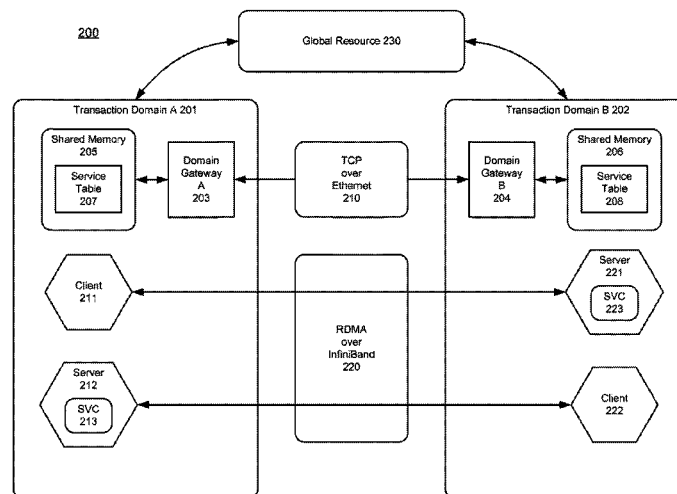 200
Global Resource 230
Transaction Domain A 201
Transaction Domain B 202
Shared Memory
205
Service
Table
207
Domain
Gateway
A
203
TCP
over
Ethernet
210
Domain
Gateway
B
204
Shared Memory
206
Service
Table
208
Client
211
Server
221
SVC
223
RDMA
over
InfiniBand
220
Server
212
SVC
213
Client
222